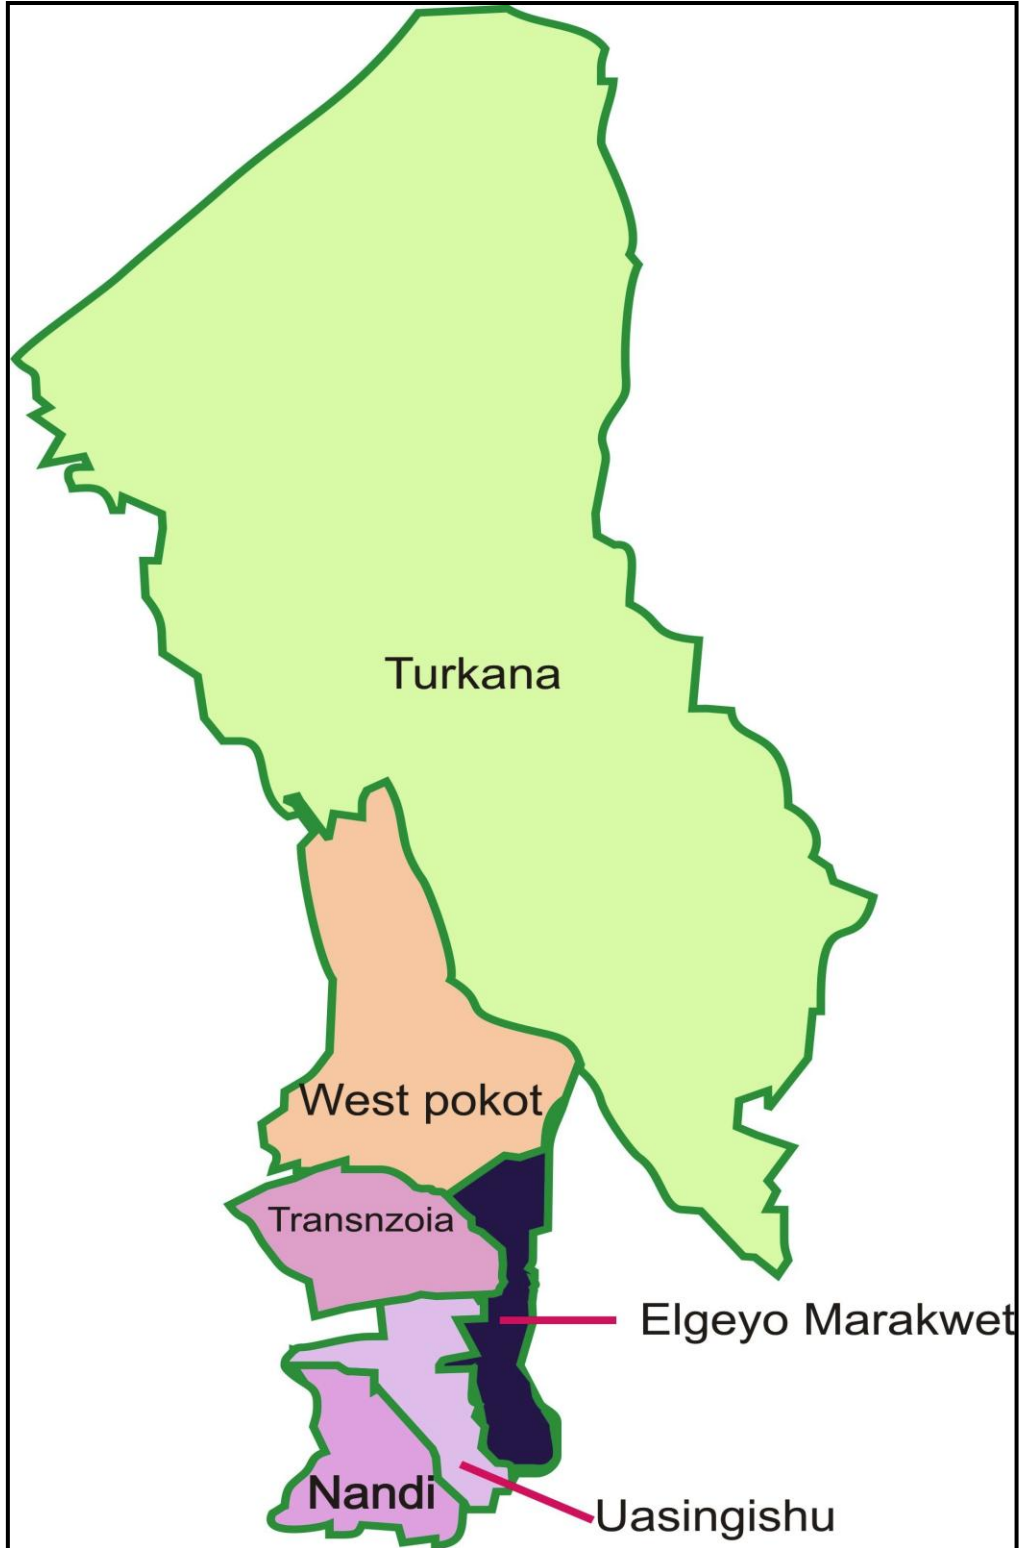 Turkana
West pokot
Transnzoia
Elgeyo Marakwet
Nandi
Uasingishu